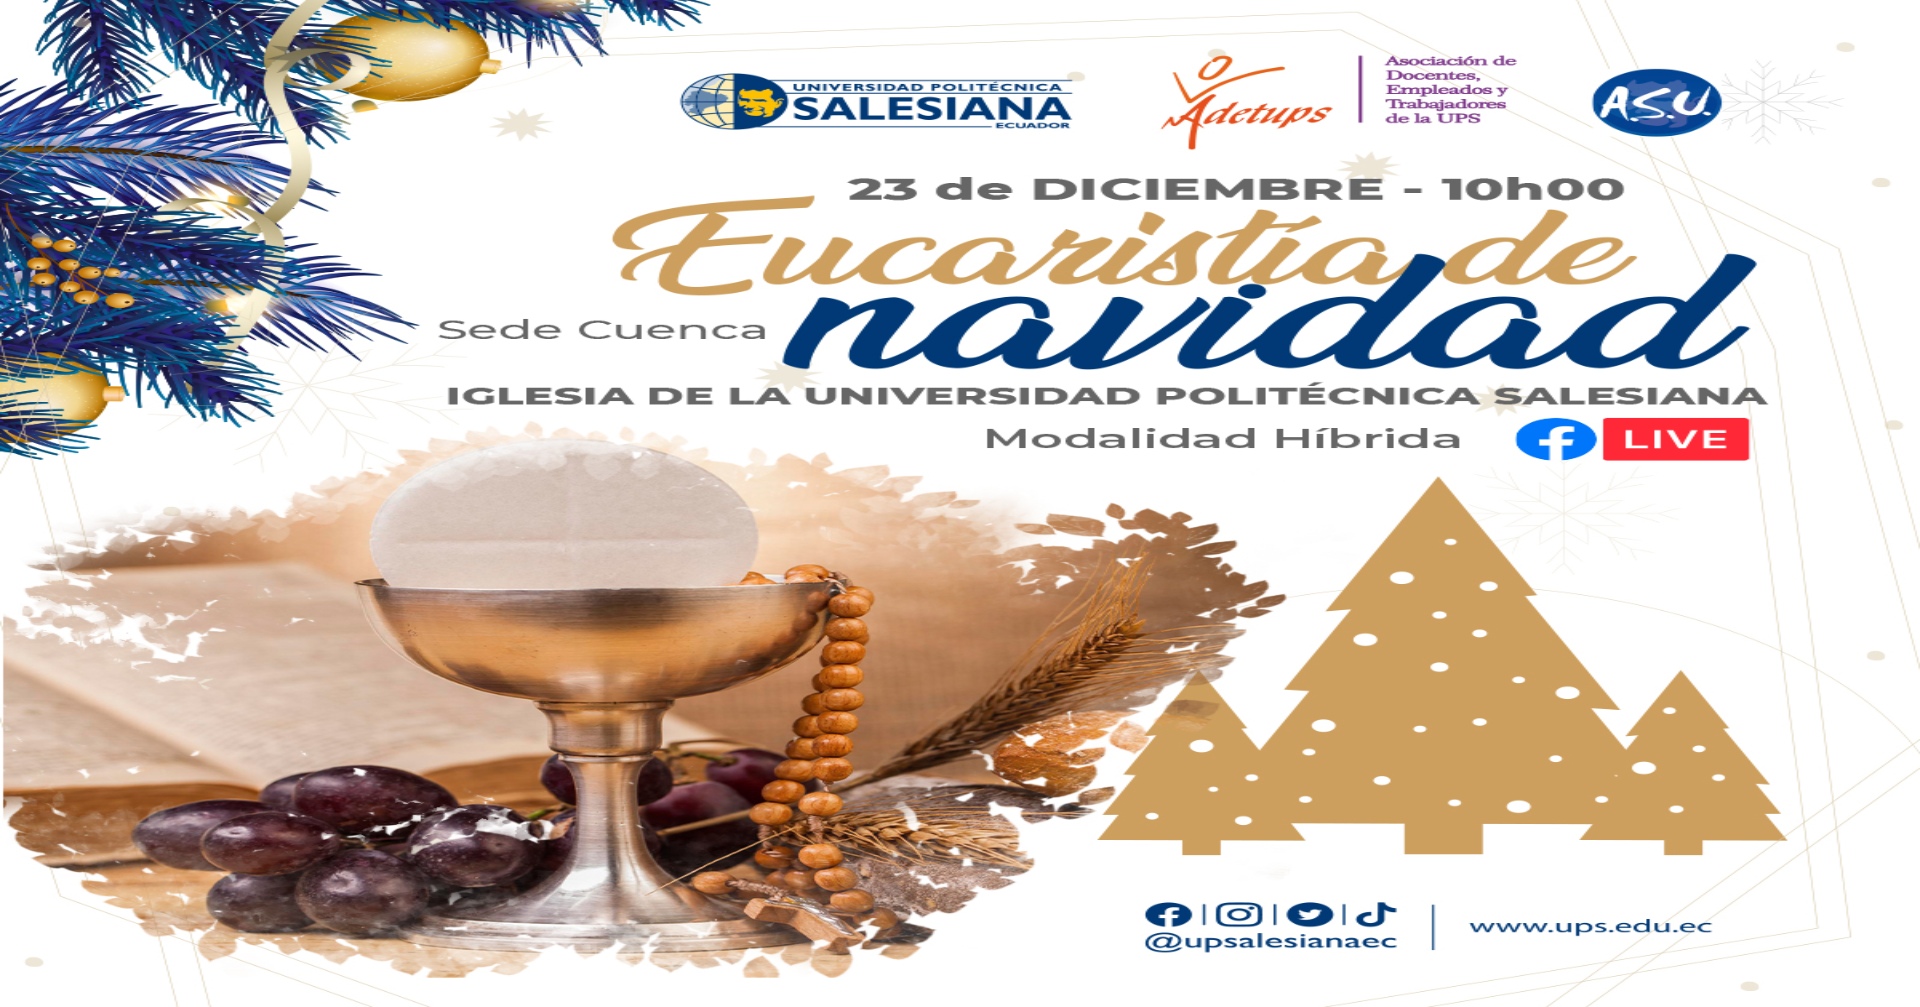 UNIVERSIDAD POLITÉCNICA
SALESIANA
ECUADOR
Adetups
Asociación de
Docentes,
Empleados y
Trabajadores
de la UPS
A.S.U.
23 de DICIEMBRE - 10h00
Eucaristía de
navidad
Sede Cuenca
IGLESIA DE LA UNIVERSIDAD POLITÉCNICA SALESIANA
Modalidad Híbrida
LIVE
@upsalesianaec
www.ups.edu.ec